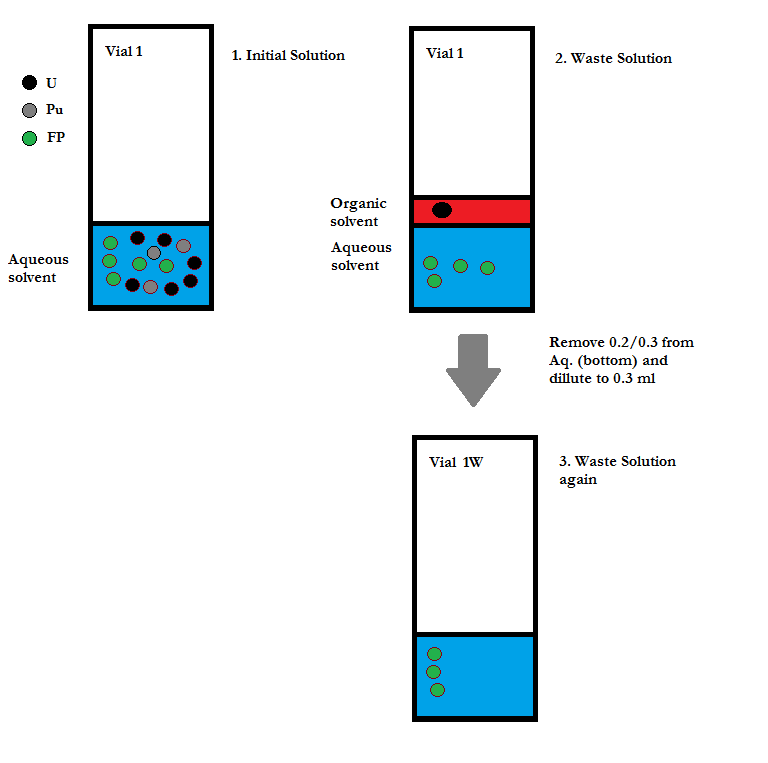 Vial 1
1. Initial Solution
U
Pu
FP
Aqueous
solvent
Vial 1
2. Waste Solution
Organic
solvent
Aqueous
solvent
Remove 0.2/0.3 from
Aq. (bottom) and
dillute to 0.3 ml
Vial 1W
3. Waste Solution
again